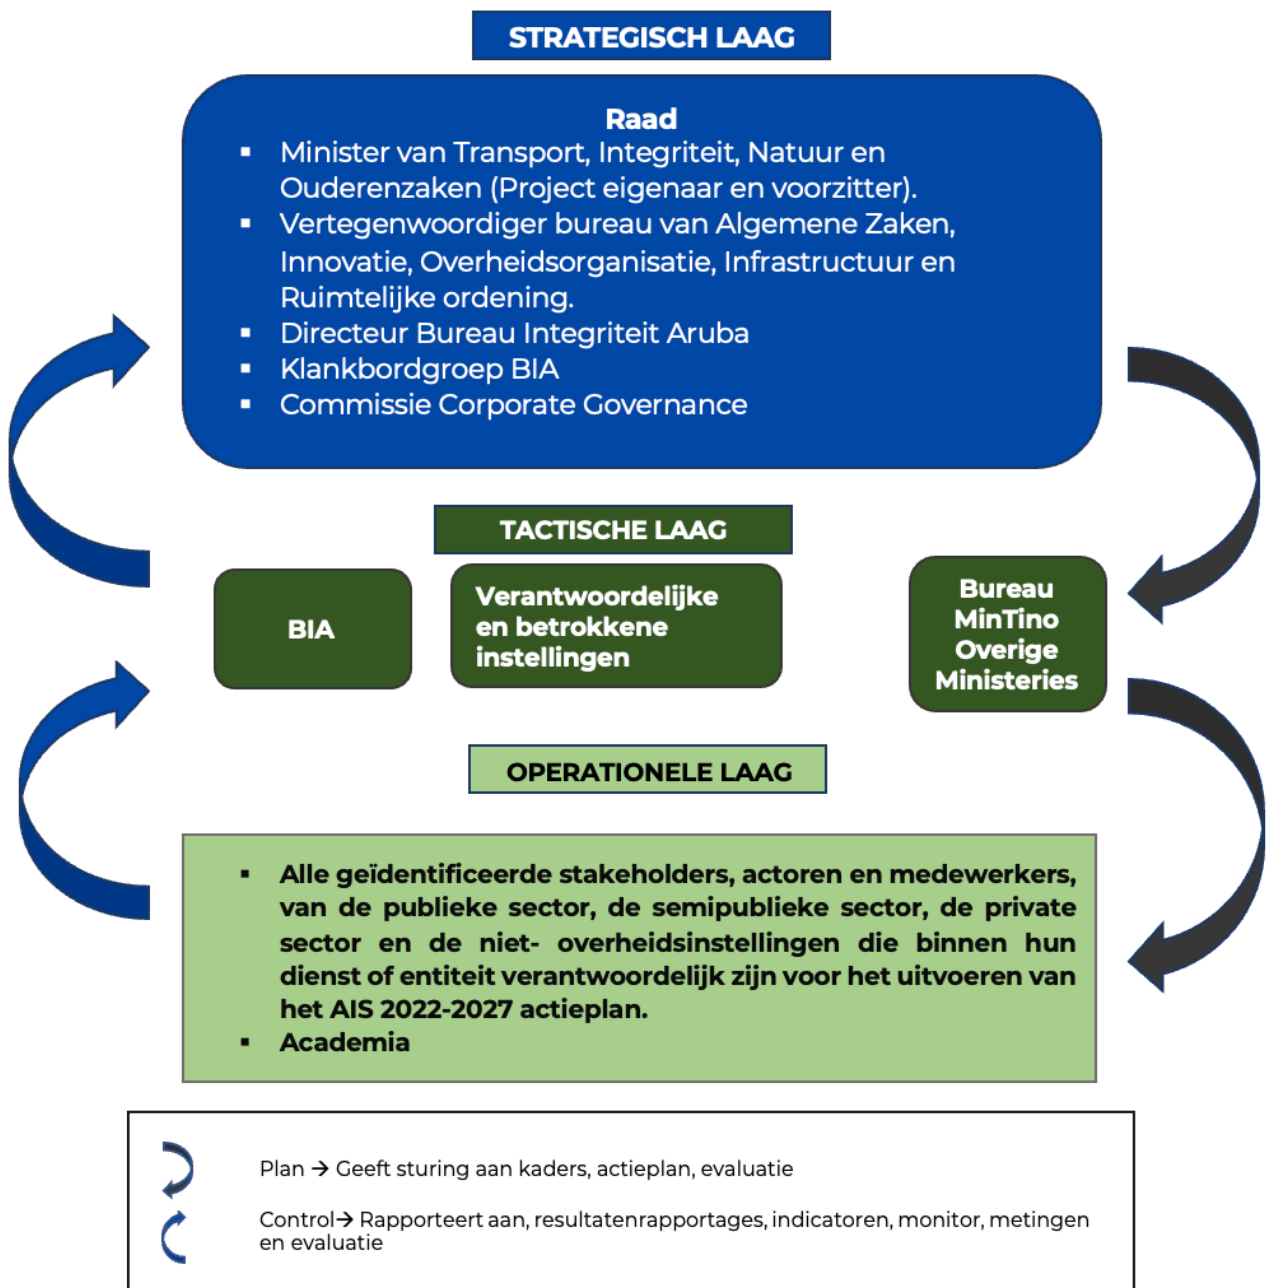 STRATEGISCH LAAG
Raad
▪ Minister van Transport, Integriteit, Natuur en
Ouderenzaken (Project eigenaar en voorzitter).
▪ Vertegenwoordiger bureau van Algemene Zaken,
Innovatie, Overheidsorganisatie, Infrastructuur en
Ruimtelijke ordening.
▪ Directeur Bureau Integriteit Aruba
▪ Klankbordgroep BIA
▪ Commissie Corporate Governance
TACTISCHE LAAG
BIA
Verantwoordelijke
en betrokkene
instellingen
Bureau
MinTino
Overige
Ministeries
OPERATIONELE LAAG
▪ Alle geïdentificeerde stakeholders, actoren en medewerkers,
van de publieke sector, de semipublieke sector, de private
sector en de niet- overheidsinstellingen die binnen hun
dienst of entiteit verantwoordelijk zijn voor het uitvoeren van
het AIS 2022-2027 actieplan.
▪ Academia
Plan → Geeft sturing aan kaders, actieplan, evaluatie
Control→ Rapporteert aan, resultatenrapportages, indicatoren, monitor, metingen
en evaluatie